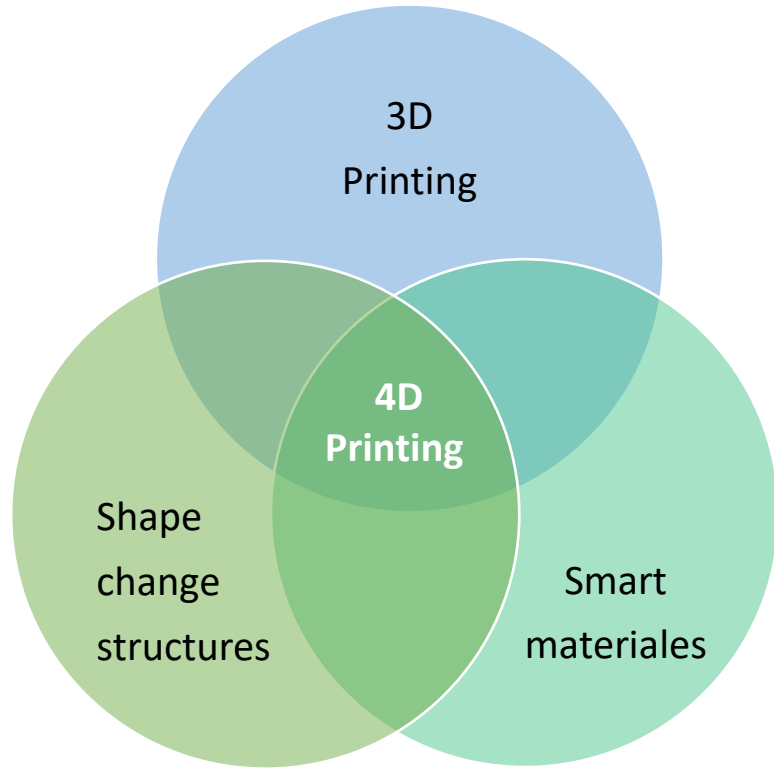 3D
Printing
4D
Printing
Shape
change
structures
Smart
materiales